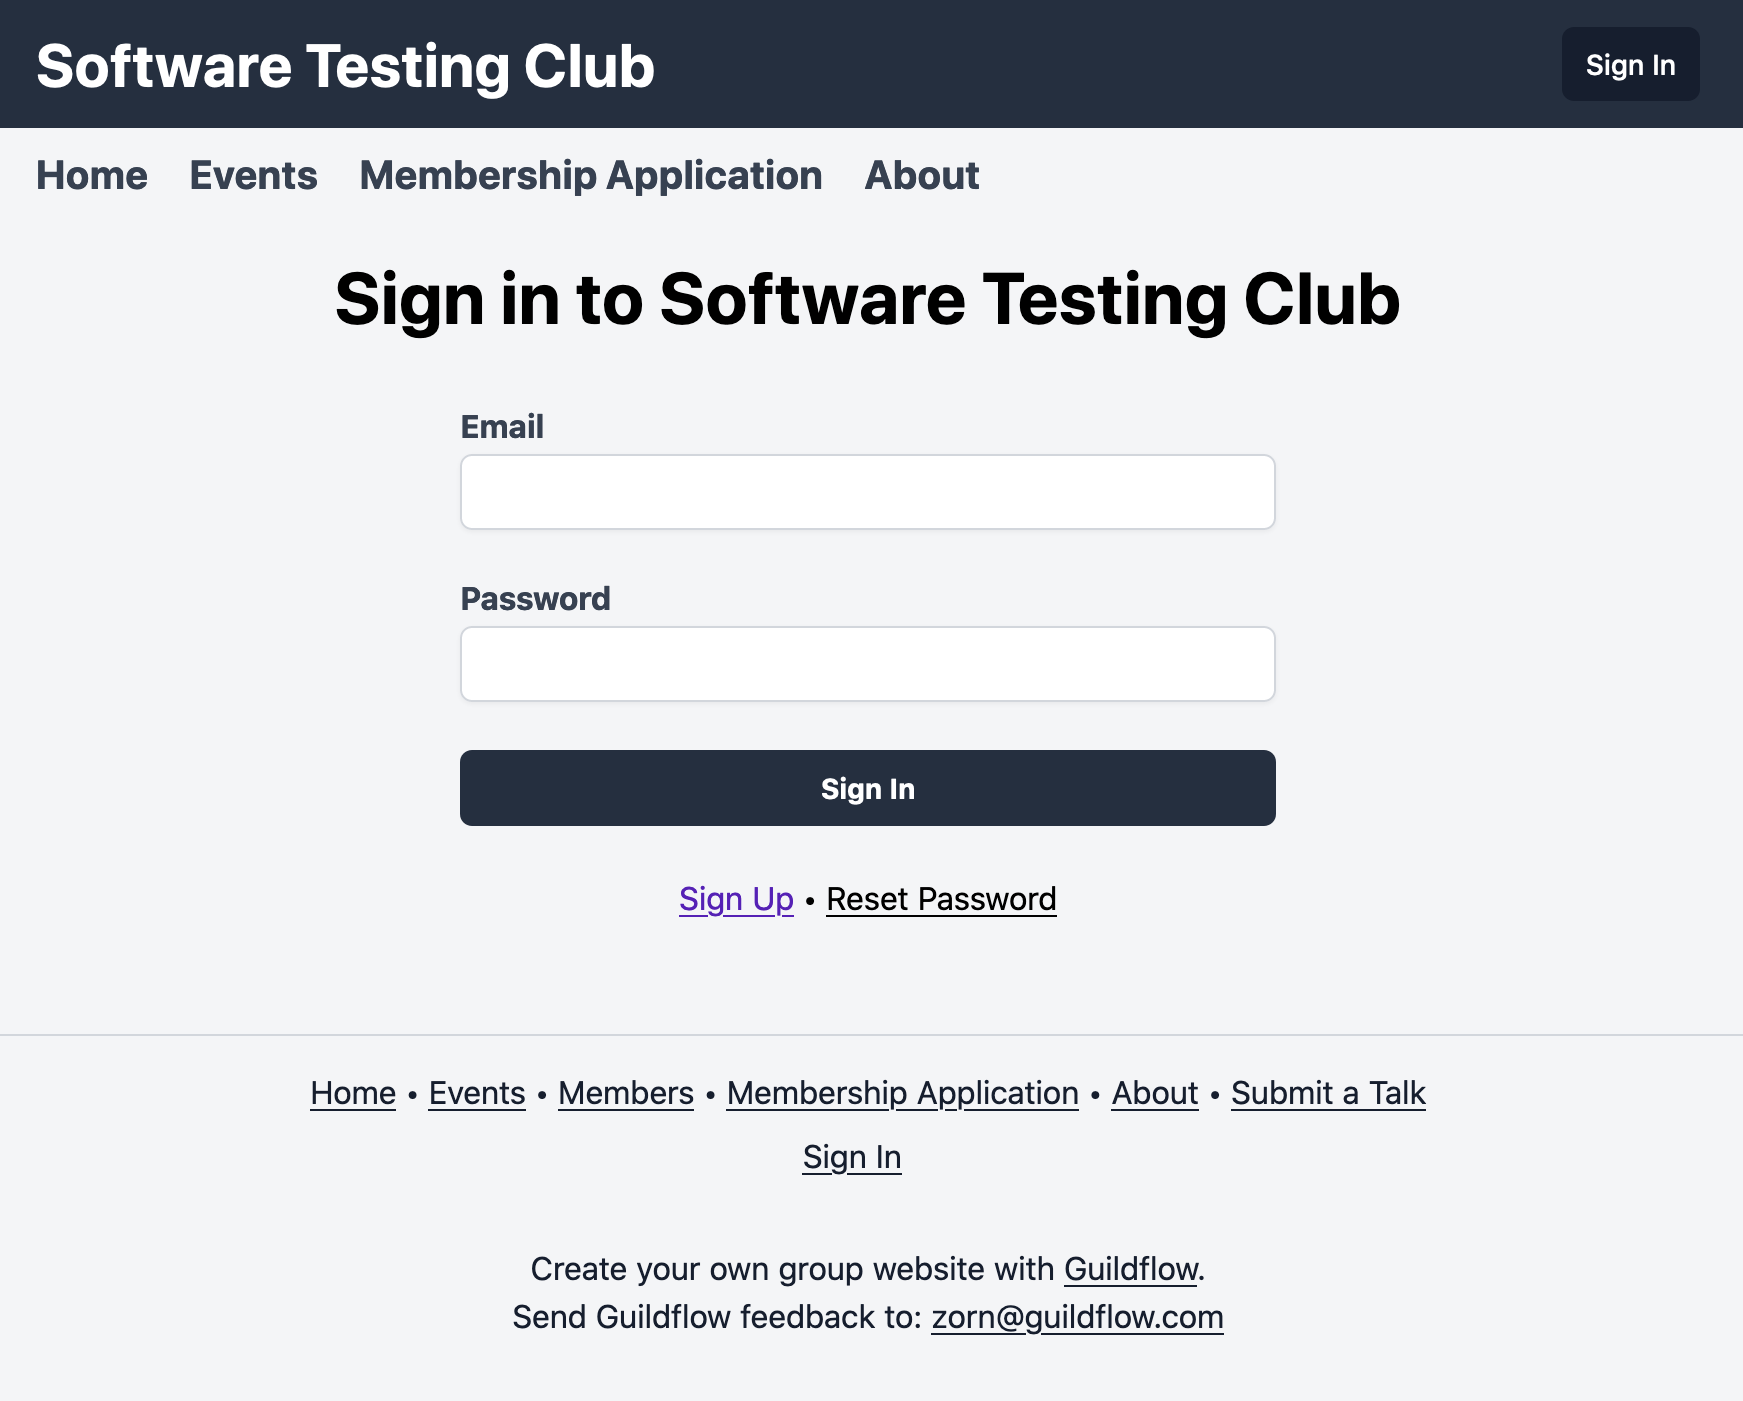 Software Testing Club
Sign In
Home Events Membership Application About
Sign in to Software Testing Club
Email
Password
Sign In
Sign Up • Reset Password
Home • Events • Members • Membership Application • About • Submit a Talk
Sign In
Create your own group website with Guildflow.
Send Guildflow feedback to: zorn@guildflow.com